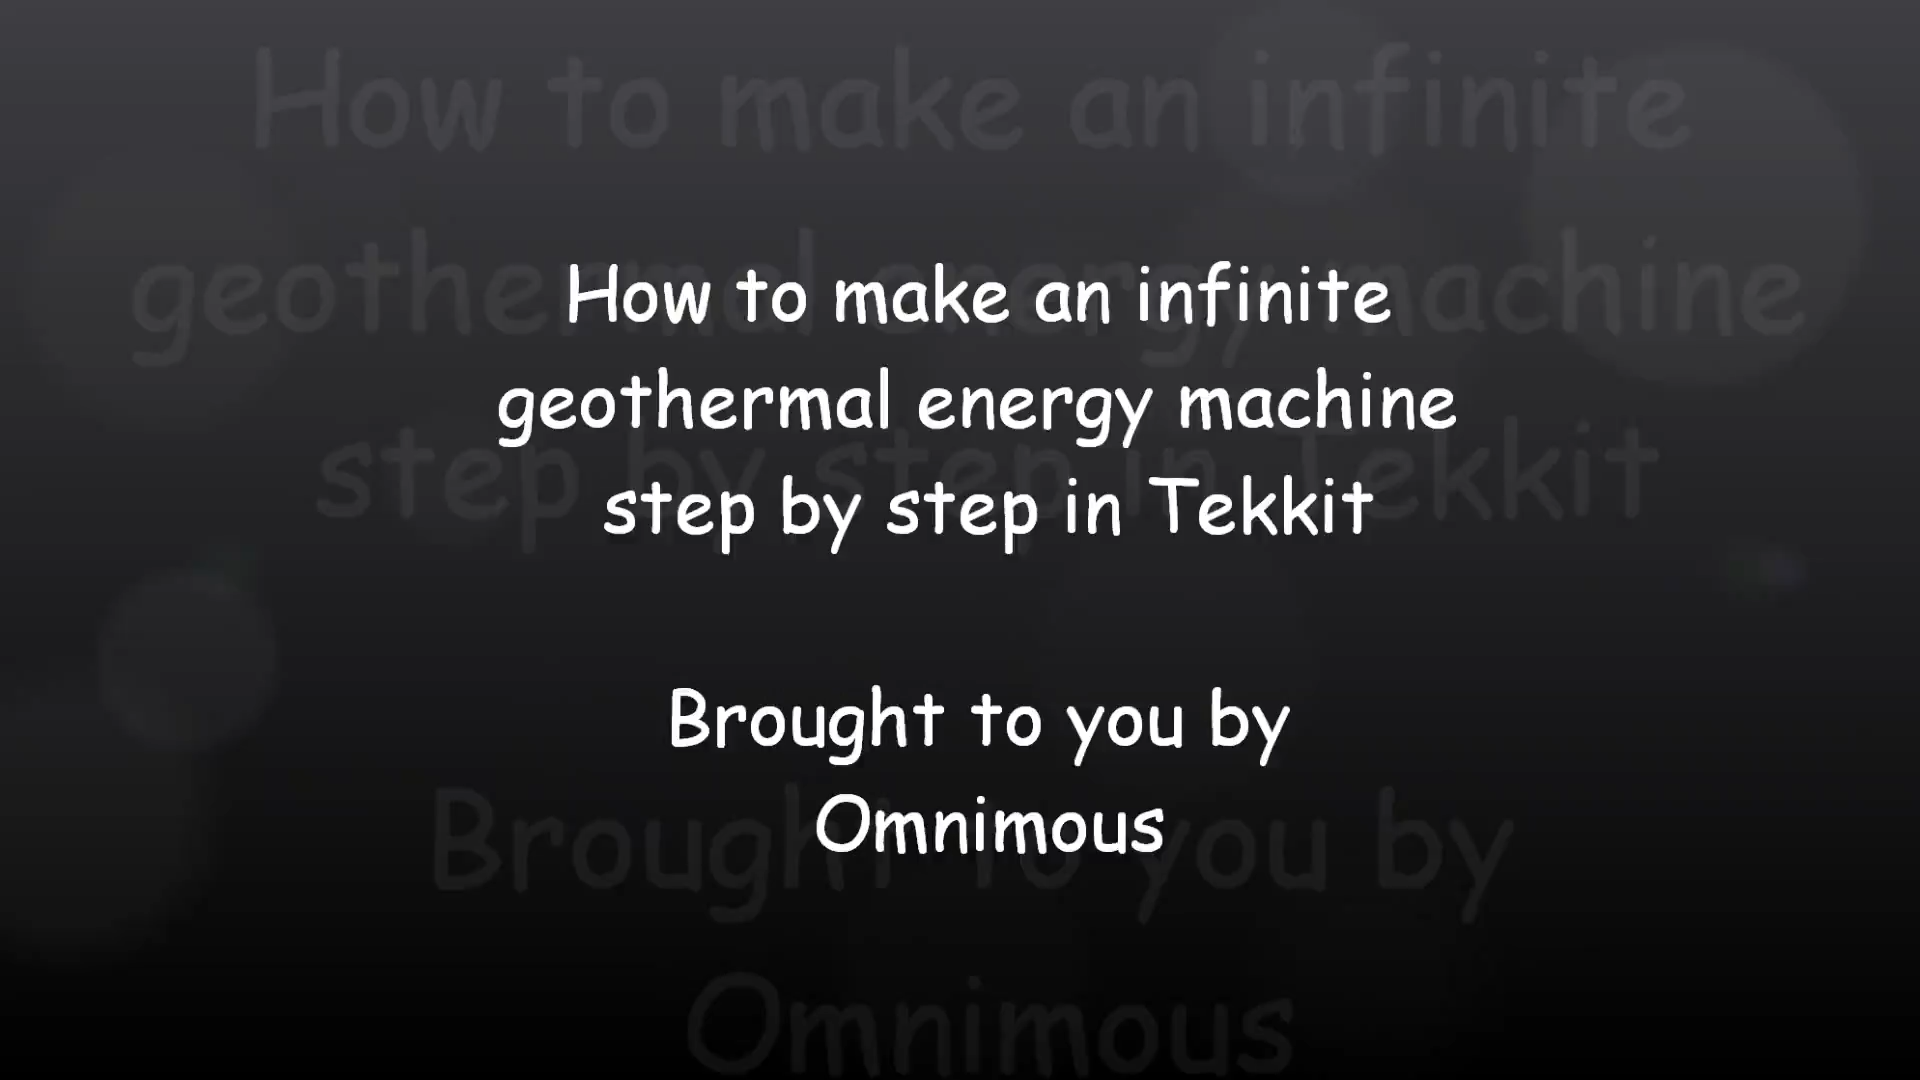 How to make an infinite
geothermal energy machine
step by step in Tekkit
Brought to you by
Omnimous